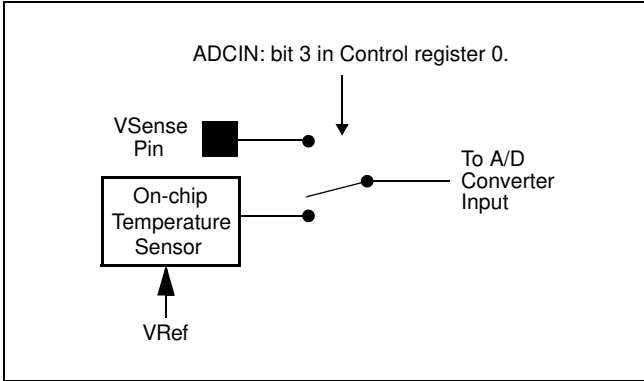 ADCIN: bit 3 in Control register 0.
VSense
Pin
To A/D
Converter
Input
On-chip
Temperature
Sensor
VRef